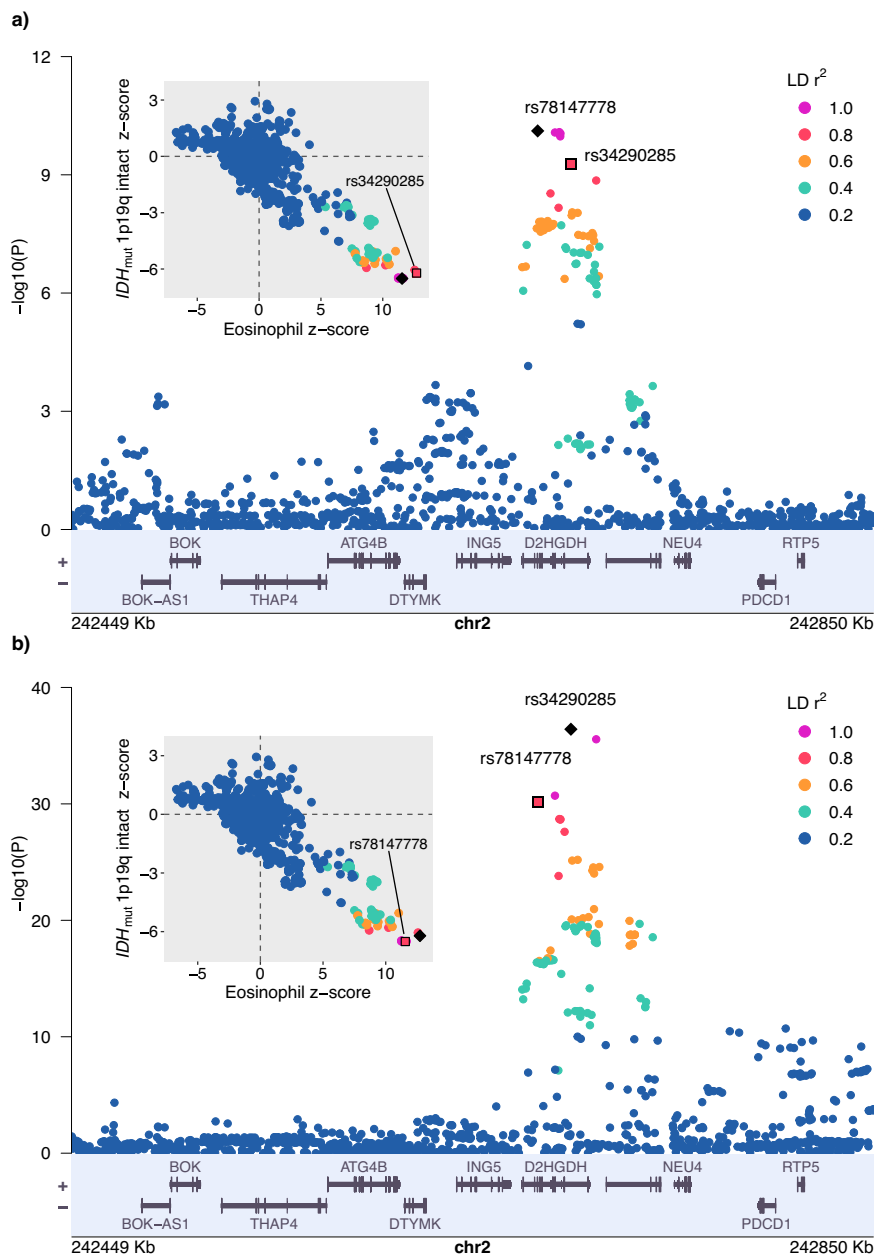 a)
12
9
6
3
0
−log10(P)
LD r2
1.0
0.8
0.6
0.4
0.2
rs78147778
rs34290285
3
0
−3
−6
IDHmut 1p19q intact z−score
rs34290285
−5
0
5
10
Eosinophil z−score
BOK
ATG4B
ING5
D2HGDH
NEU4
RTP5
+
−
BOK−AS1
THAP4
DTYMK
PDCD1
242449 Kb
chr2
242850 Kb
b)
40
30
20
10
0
−log10(P)
LD r2
1.0
0.8
0.6
0.4
0.2
rs34290285
rs78147778
3
0
−3
−6
IDHmut 1p19q intact z−score
rs78147778
−5
0
5
10
Eosinophil z−score
BOK
ATG4B
ING5
D2HGDH
NEU4
RTP5
+
−
BOK−AS1
THAP4
DTYMK
PDCD1
242449 Kb
chr2
242850 Kb